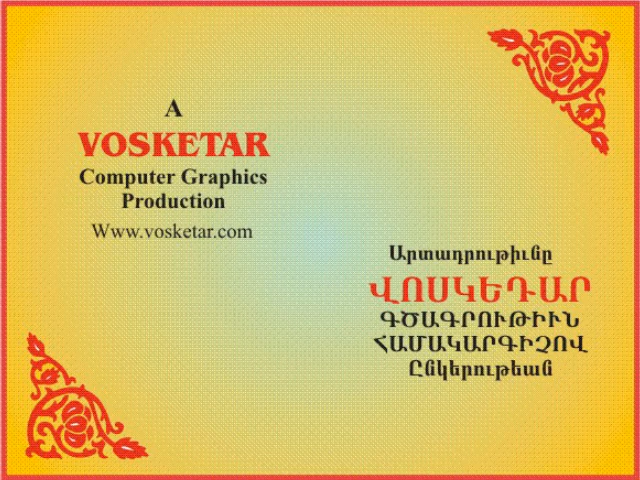 A
VOSKETAR
Computer Graphics
Production
Www.vosketar.com
Արտադրութիւնը
ՎՈՍԿԵԴԱՐ
ԳԾԱԳՐՈՒԹԻՒՆ
ՀԱՄԱԿԱՐԳԻՉՈՎ
Ընկերութեան